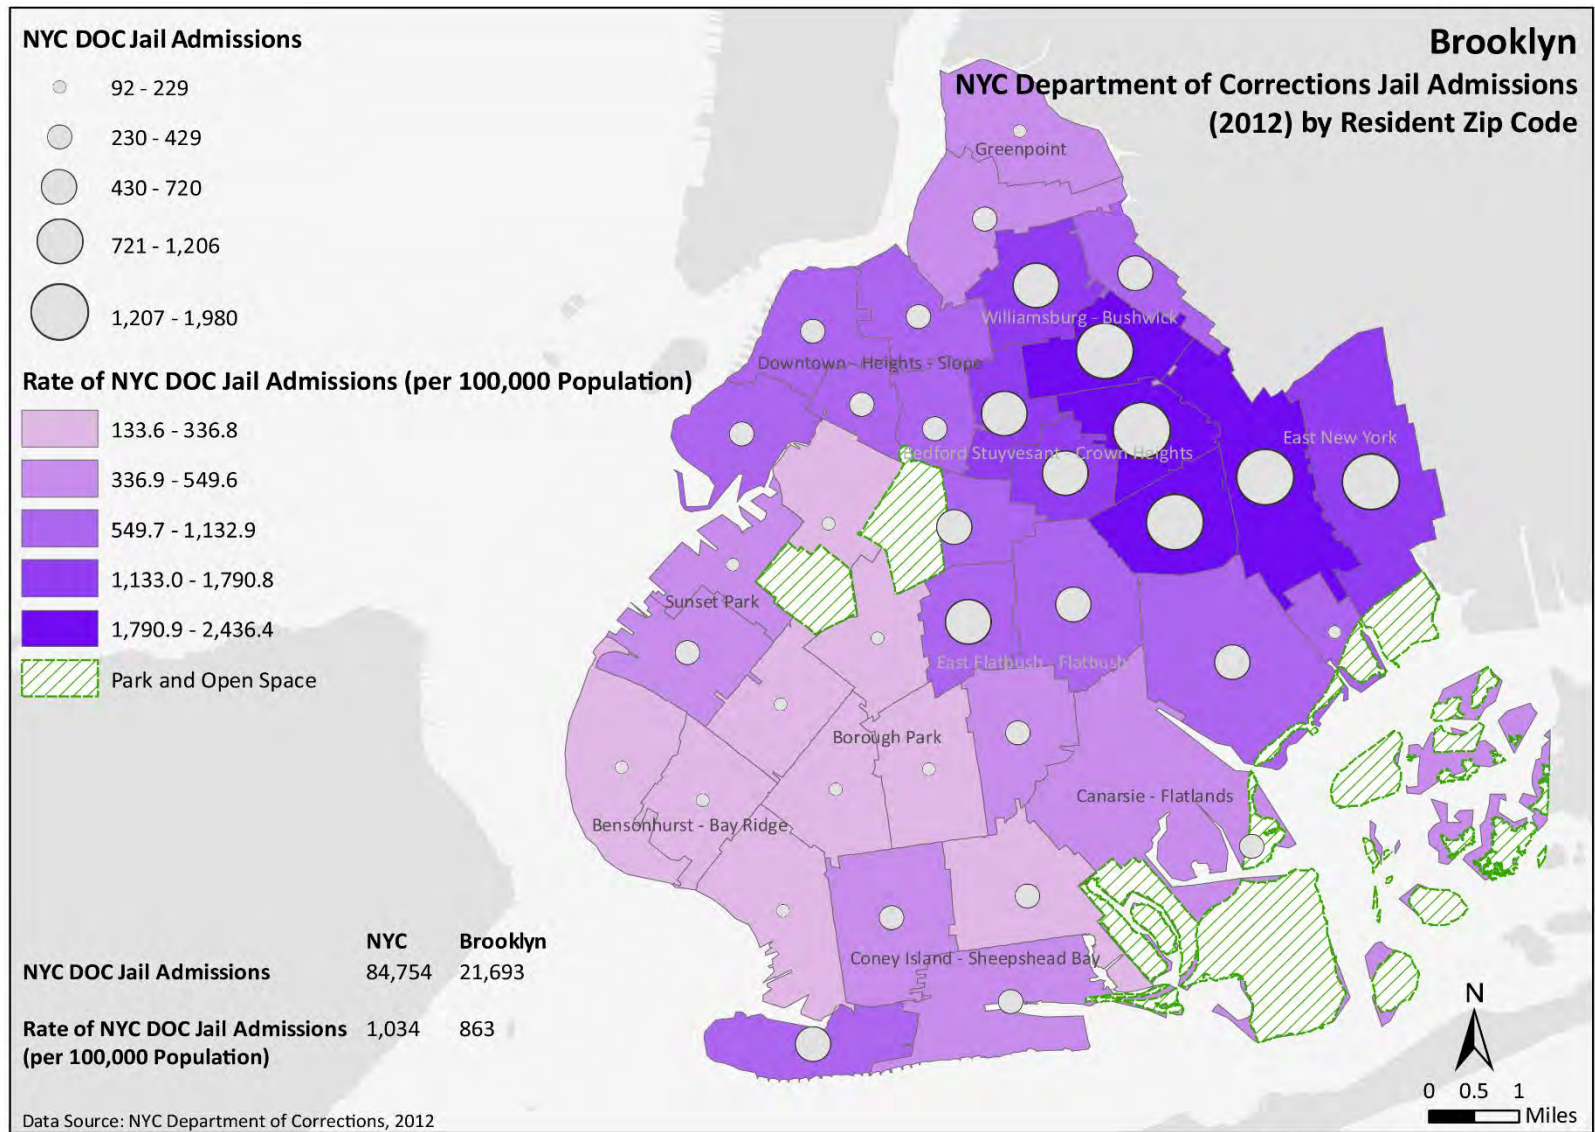 Brooklyn
NYC Department of Corrections Jail Admissions
(2012) by Resident Zip Code
NYC DOC Jail Admissions
92 - 229
230 - 429
430 - 720
721 - 1,206
1,207 - 1,980
Rate of NYC DOC Jail Admissions (per 100,000 Population)
133.6 - 336.8
336.9 - 549.6
549.7 - 1,132.9
1,133.0 - 1,790.8
1,790.9 - 2,436.4
Park and Open Space
Greenpoint
Williamsburg - Bushwick
Downtown - Heights - Slope
East New York
Bedford Stuyvesant - Crown Heights
Sunset Park
East Flatbush - Flatbush
Borough Park
Canarsie - Flatlands
Bensonhurst - Bay Ridge
Coney Island - Sheepshead Bay
NYC Brooklyn
NYC DOC Jail Admissions 84,754 21,693
Rate of NYC DOC Jail Admissions 1,034 863
(per 100,000 Population)
N
0 0.5 1
Miles
Data Source: NYC Department of Corrections, 2012